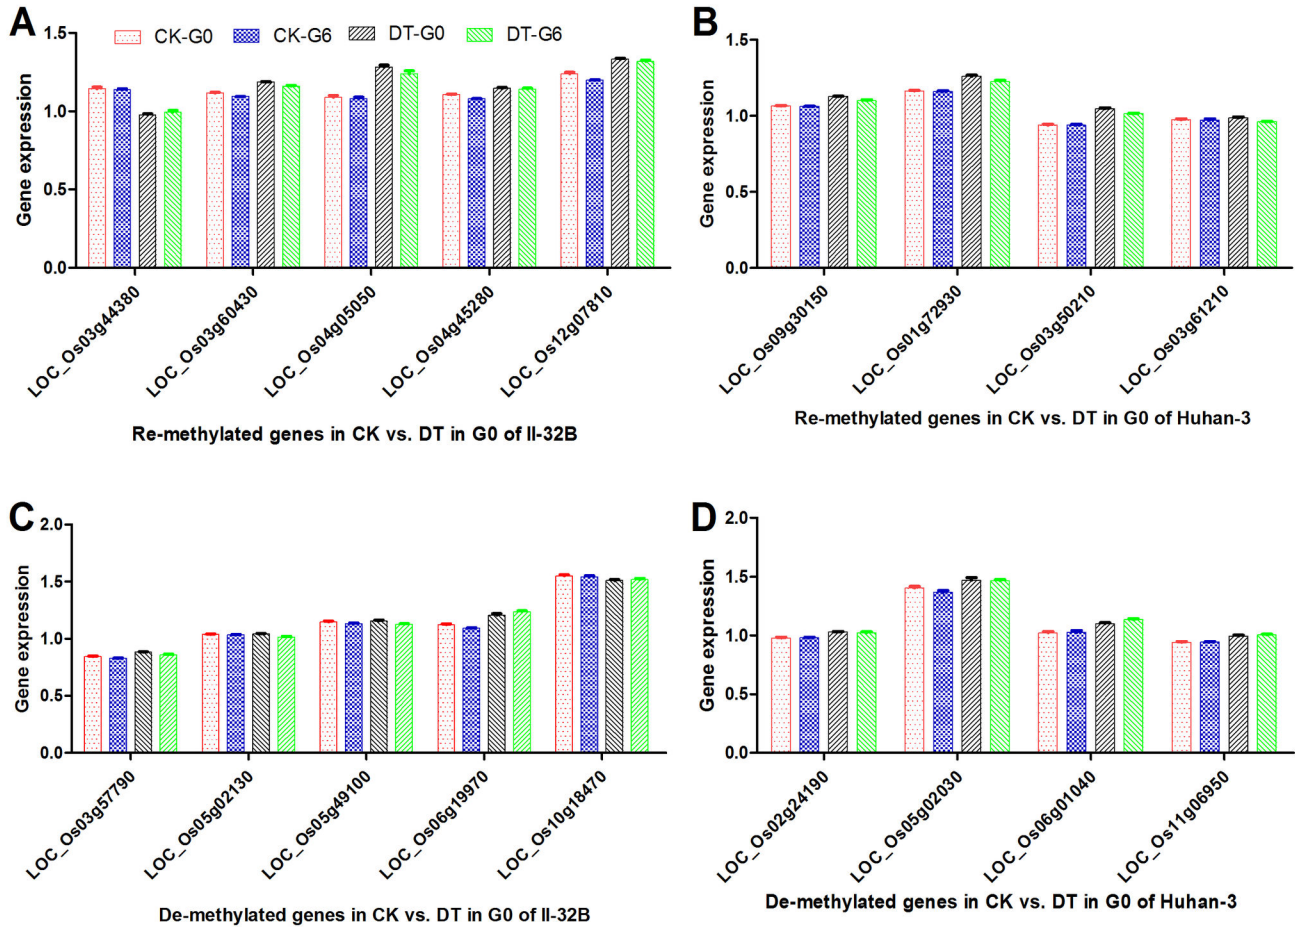 A
CK-G0 CK-G6 DT-G0 DT-G6
Gene expression
1.5
1.0
0.5
0.0
LOC_Os03g44380
LOC_Os03g60430
LOC_Os04g05050
LOC_Os04g45280
LOC_Os12g07810
Re-methylated genes in CK vs. DT in G0 of II-32B
B
Gene expression
1.5
1.0
0.5
0.0
LOC_Os09g30150
LOC_Os01g72930
LOC_Os03g50210
LOC_Os03g61210
Re-methylated genes in CK vs. DT in G0 of Huhan-3
C
Gene expression
2.0
1.5
1.0
0.5
0.0
LOC_Os03g57790
LOC_Os05g02130
LOC_Os05g49100
LOC_Os06g19970
LOC_Os10g18470
De-methylated genes in CK vs. DT in G0 of II-32B
D
Gene expression
2.0
1.5
1.0
0.5
0.0
LOC_Os02g24190
LOC_Os05g02030
LOC_Os06g01040
LOC_Os11g06950
De-methylated genes in CK vs. DT in G0 of Huhan-3